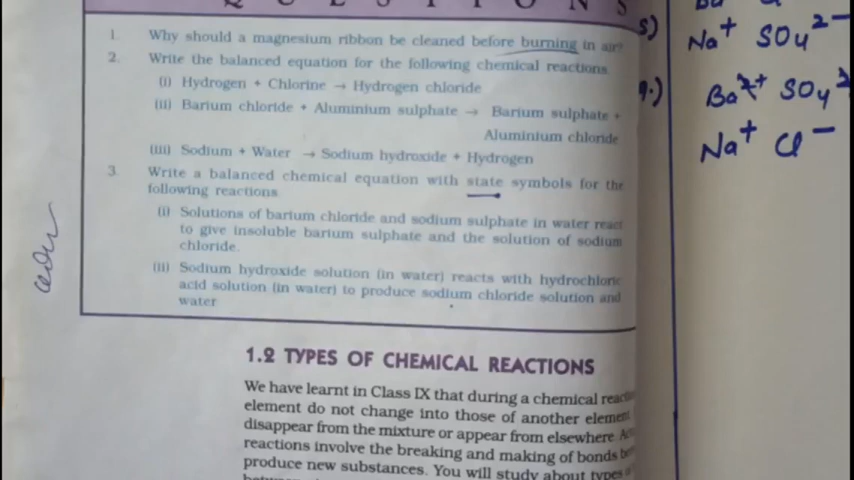 QUESTIONS
1. Why should a magnesium ribbon be cleaned before burning in air?
2. Write the balanced equation for the following chemical reactions.
(i) Hydrogen + Chlorine → Hydrogen chloride
(ii) Barium chloride + Aluminium sulphate → Barium sulphate +
Aluminium chloride
(iii) Sodium + Water → Sodium hydroxide + Hydrogen
3. Write a balanced chemical equation with state symbols for the
following reactions.
(i) Solutions of barium chloride and sodium sulphate in water react
to give insoluble barium sulphate and the solution of sodium
chloride.
(ii) Sodium hydroxide solution (in water) reacts with hydrochloric
acid solution (in water) to produce sodium chloride solution and
water
1.2 TYPES OF CHEMICAL REACTIONS
We have learnt in Class IX that during a chemical
element do not change into those of another element
disappear from the mixture or appear from elsewhere.
reactions involve the breaking and making of bonds
produce new substances. You will study about types
Na⁺ SO₄²⁻
Ba²⁺ SO₄²
Na⁺ Cl⁻